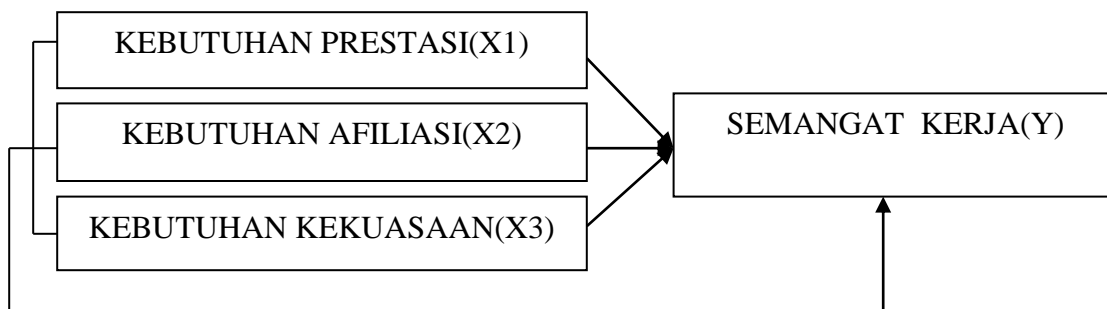 KEBUTUHAN PRESTASI(X1)
KEBUTUHAN AFILIASI(X2)
KEBUTUHAN KEKUASAAN(X3)
SEMANGAT  KERJA(Y)